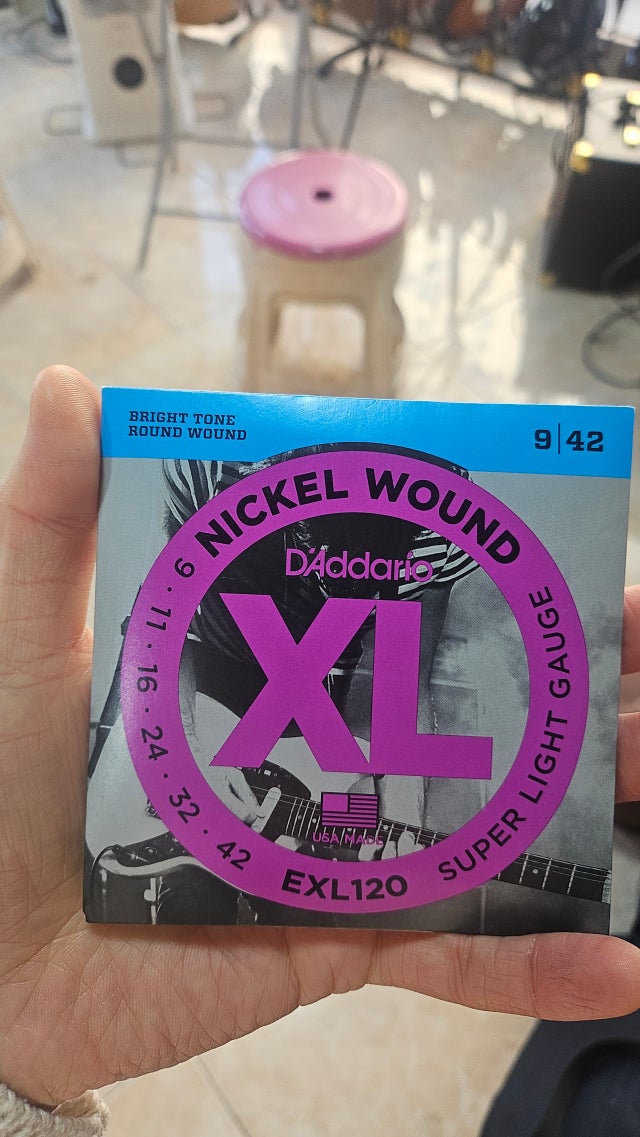 BRIGHT TONE
ROUND WOUND
9|42
NICKEL WOUND
D'Addario
XL
9 · 11 · 16 · 24 · 32 · 42
USA MADE
EXL120
SUPER LIGHT GAUGE